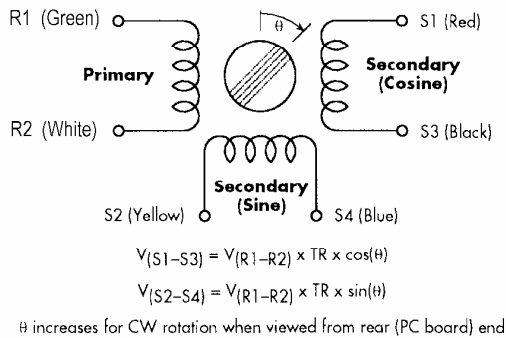 R1 (Green)
θ
S1 (Red)
Primary
Secondary
(Cosine)
R2 (White)
S3 (Black)
Secondary
(Sine)
S2 (Yellow)
S4 (Blue)
V(S1–S3) = V(R1–R2) x TR x cos(θ)
V(S2–S4) = V(R1–R2) x TR x sin(θ)
θ increases for CW rotation when viewed from rear (PC board) end